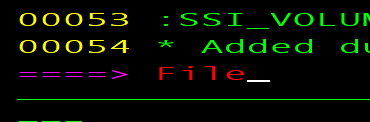 00053 :SSI_VOLUM
00054 * Added du
====> File_